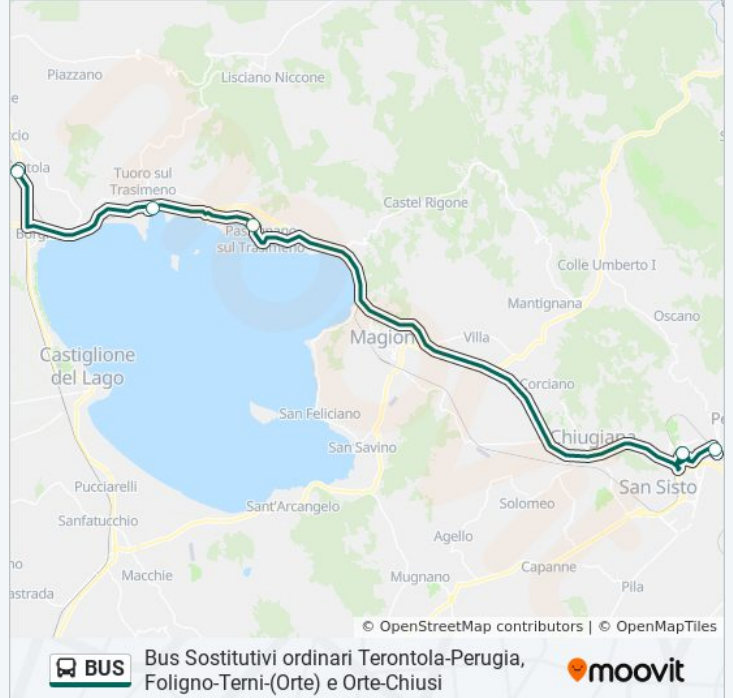 Piazzano
Lisciano Niccone
Tuoro sul
Trasimeno
Castel Rigone
Colle Umberto I
Mantignana
Oscano
Villa
Castiglione
del Lago
Corciano
San Feliciano
Chiugiana
San Savino
San Sisto
Pucciarelli
Sant'Arcangelo
Solomeo
Sanfatucchio
Agello
Capanne
Macchie
Mugnano
Pila
© OpenStreetMap contributors | © OpenMapTiles
BUS
Bus Sostitutivi ordinari Terontola-Perugia,
Foligno-Terni-(Orte) e Orte-Chiusi
moovit